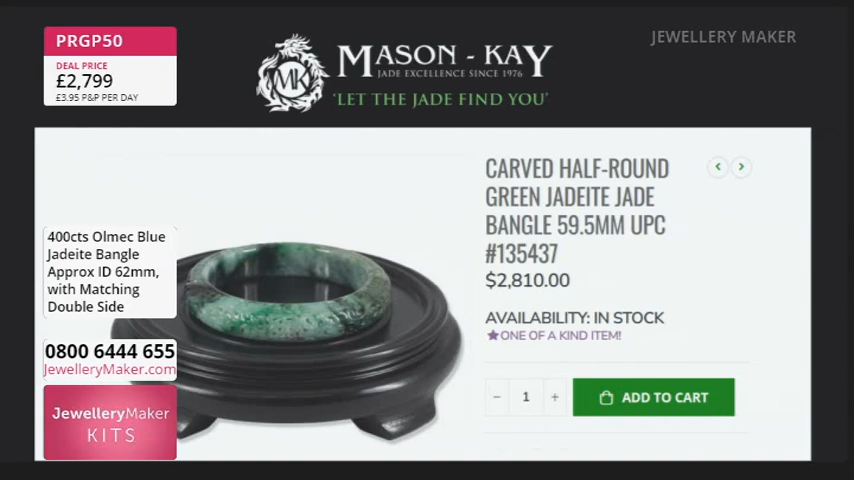 PRGP50
DEAL PRICE
£2,799
£3.95 P&P PER DAY
MK
MASON - KAY
JADE EXCELLENCE SINCE 1976
'LET THE JADE FIND YOU'
JEWELLERY MAKER
CARVED HALF-ROUND
GREEN JADEITE JADE
BANGLE 59.5MM UPC
#135437
$2,810.00
AVAILABILITY: IN STOCK
ONE OF A KIND ITEM!
- 1 +
ADD TO CART
400cts Olmec Blue
Jadeite Bangle
Approx ID 62mm,
with Matching
Double Side
0800 6444 655
JewelleryMaker.com
JewelleryMaker
KITS